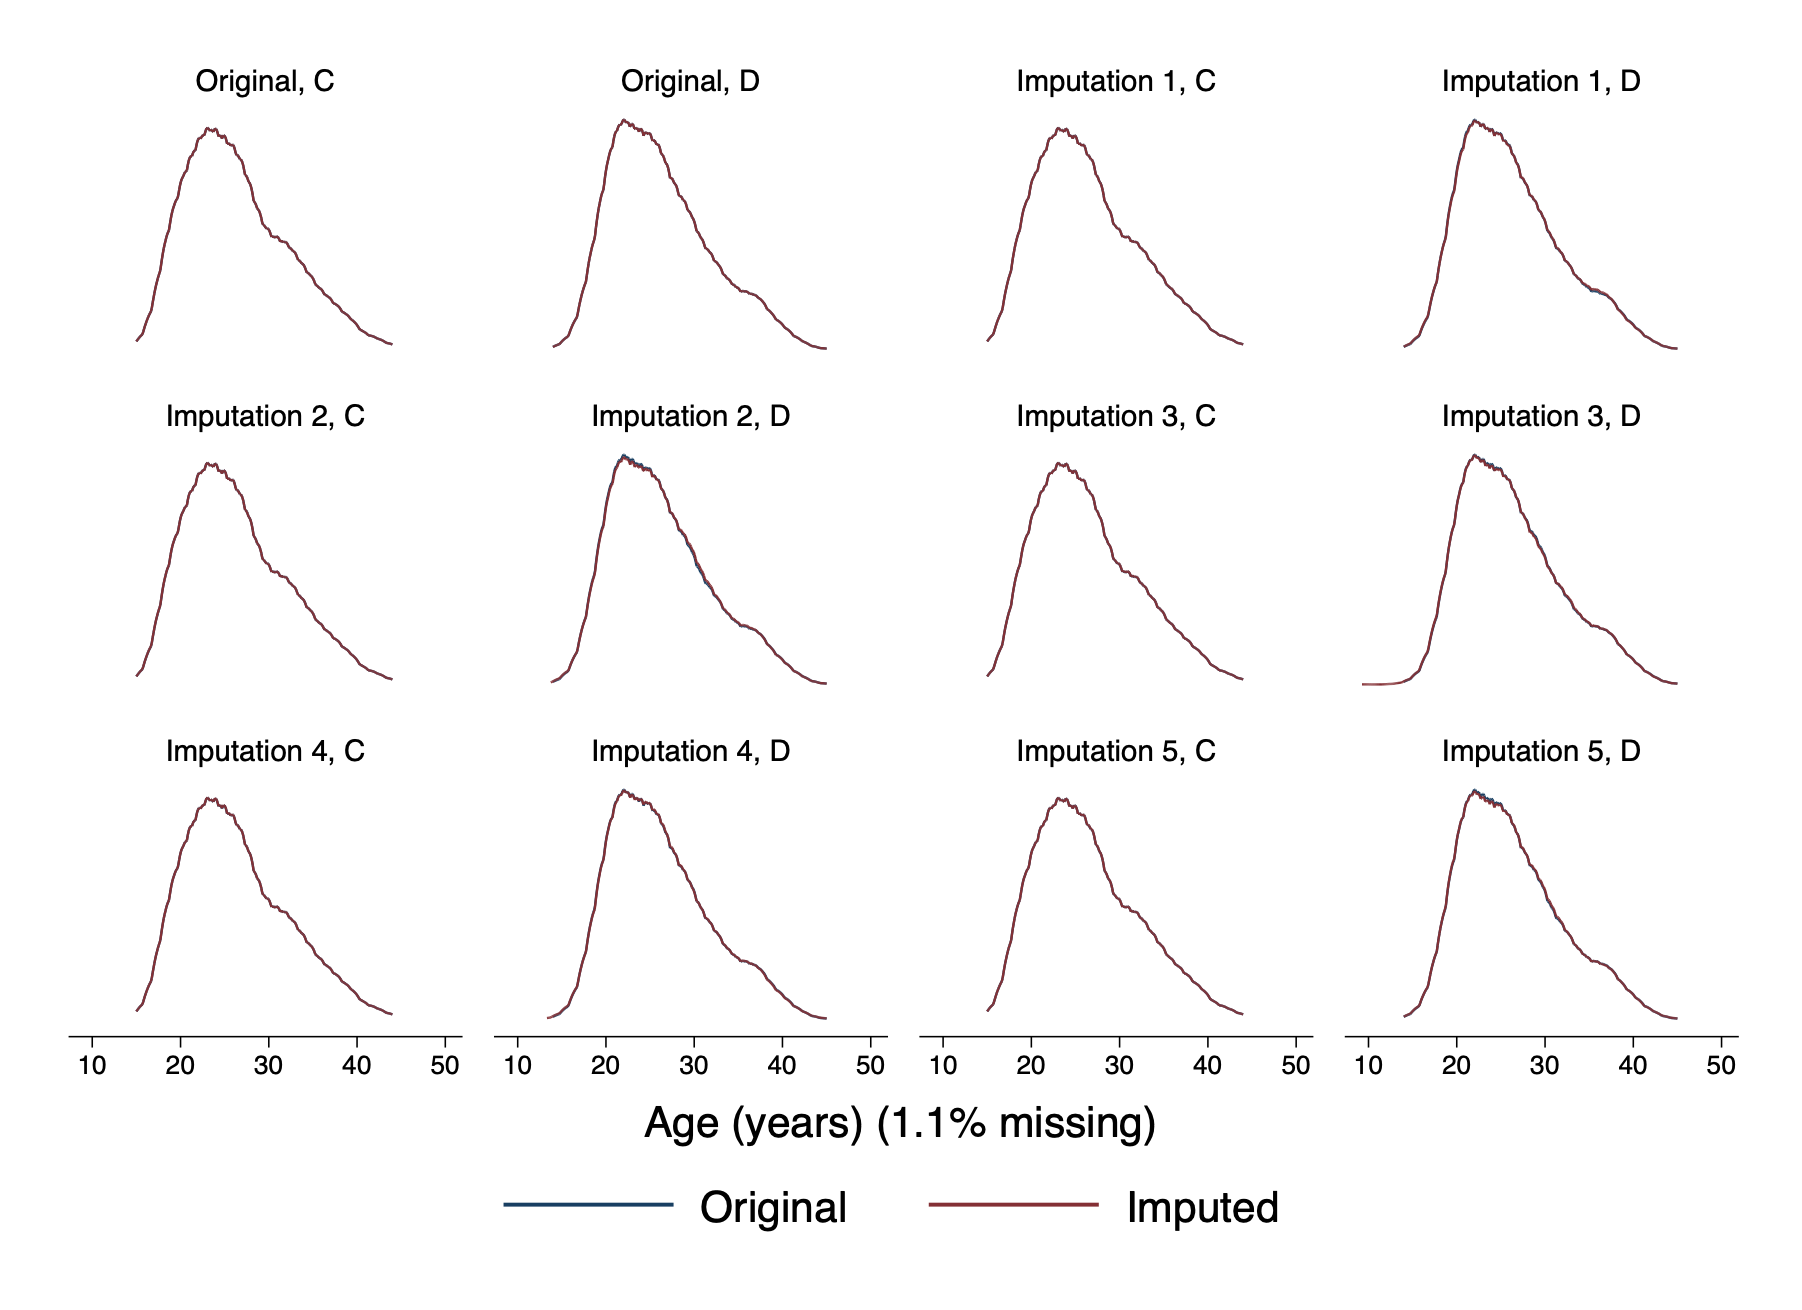 Original, C
Original, D
Imputation 1, C
Imputation 1, D
Imputation 2, C
Imputation 2, D
Imputation 3, C
Imputation 3, D
Imputation 4, C
Imputation 4, D
Imputation 5, C
Imputation 5, D
10 20 30 40 50 10 20 30 40 50 10 20 30 40 50 10 20 30 40 50
Age (years) (1.1% missing)
Original Imputed